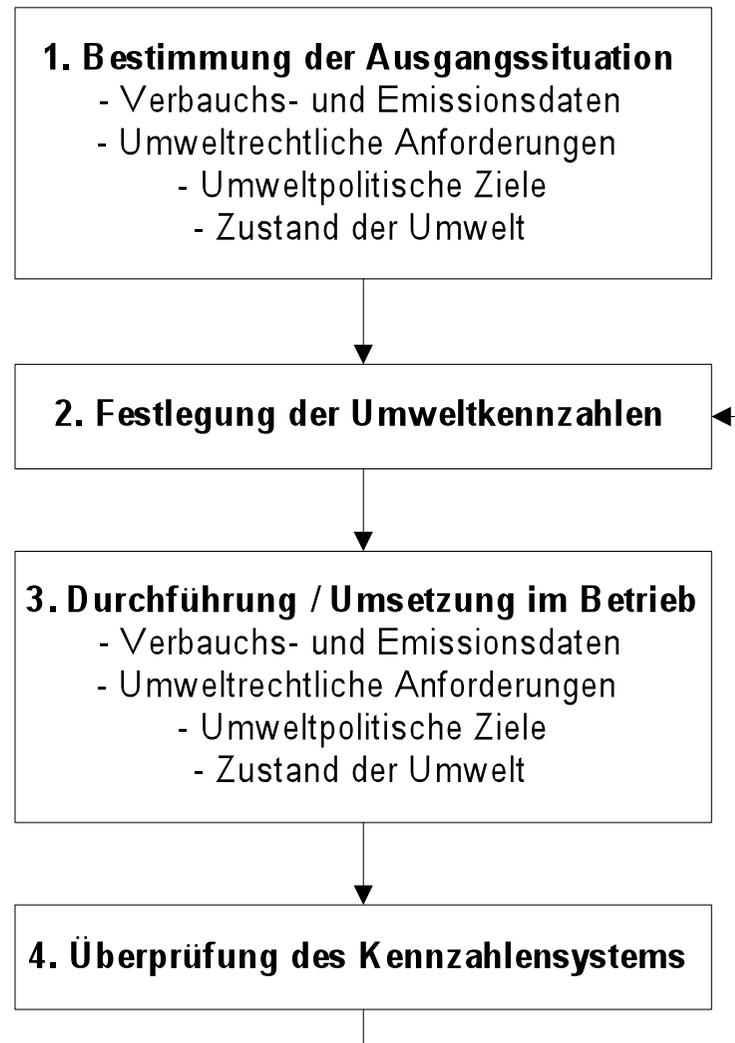 1. Bestimmung der Ausgangssituation
- Verbauchs- und Emissionsdaten
- Umweltrechtliche Anforderungen
- Umweltpolitische Ziele
- Zustand der Umwelt
2. Festlegung der Umweltkennzahlen
3. Durchführung / Umsetzung im Betrieb
- Verbauchs- und Emissionsdaten
- Umweltrechtliche Anforderungen
- Umweltpolitische Ziele
- Zustand der Umwelt
4. Überprüfung des Kennzahlensystems